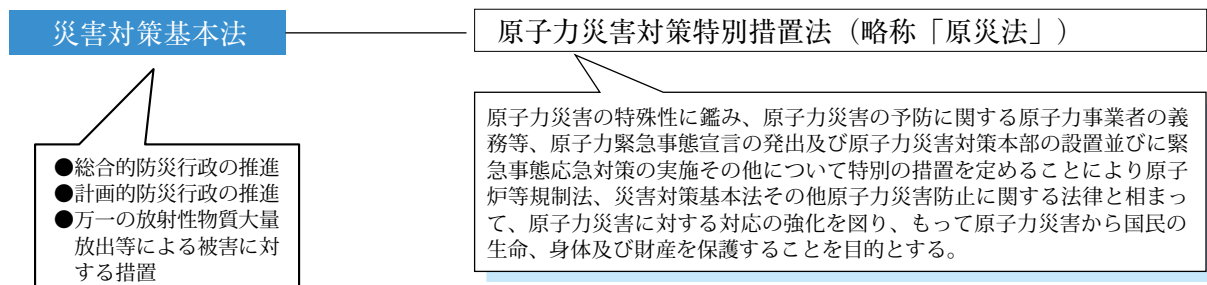 災害対策基本法
原子力災害対策特別措置法（略称「原災法」）
●総合的防災行政の推進
●計画的防災行政の推進
●万一の放射性物質大量
放出等による被害に対
する措置
原子力災害の特殊性に鑑み、原子力災害の予防に関する原子力事業者の義
務等、原子力緊急事態宣言の発出及び原子力災害対策本部の設置並びに緊
急事態応急対策の実施その他について特別の措置を定めることにより原子
炉等規制法、災害対策基本法その他原子力災害防止に関する法律と相まっ
て、原子力災害に対する対応の強化を図り、もって原子力災害から国民の
生命、身体及び財産を保護することを目的とする。